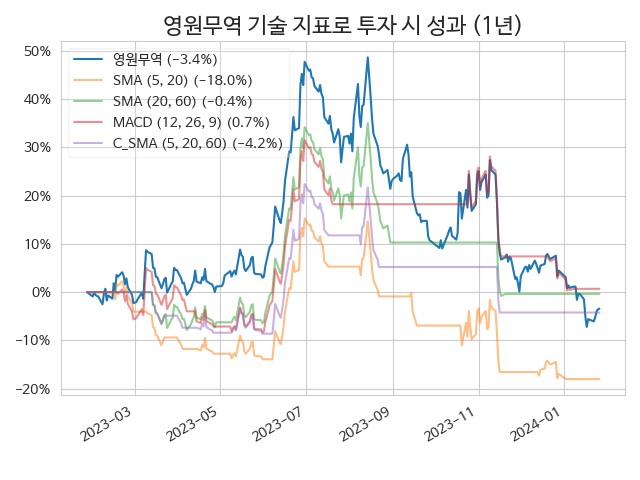 영원무역 기술 지표로 투자 시 성과 (1년)
50%
40%
30%
20%
10%
0%
−10%
−20%
영원무역 (−3.4%)
SMA (5, 20) (−18.0%)
SMA (20, 60) (−0.4%)
MACD (12, 26, 9) (0.7%)
C_SMA (5, 20, 60) (−4.2%)
2023−03
2023−05
2023−07
2023−09
2023−11
2024−01